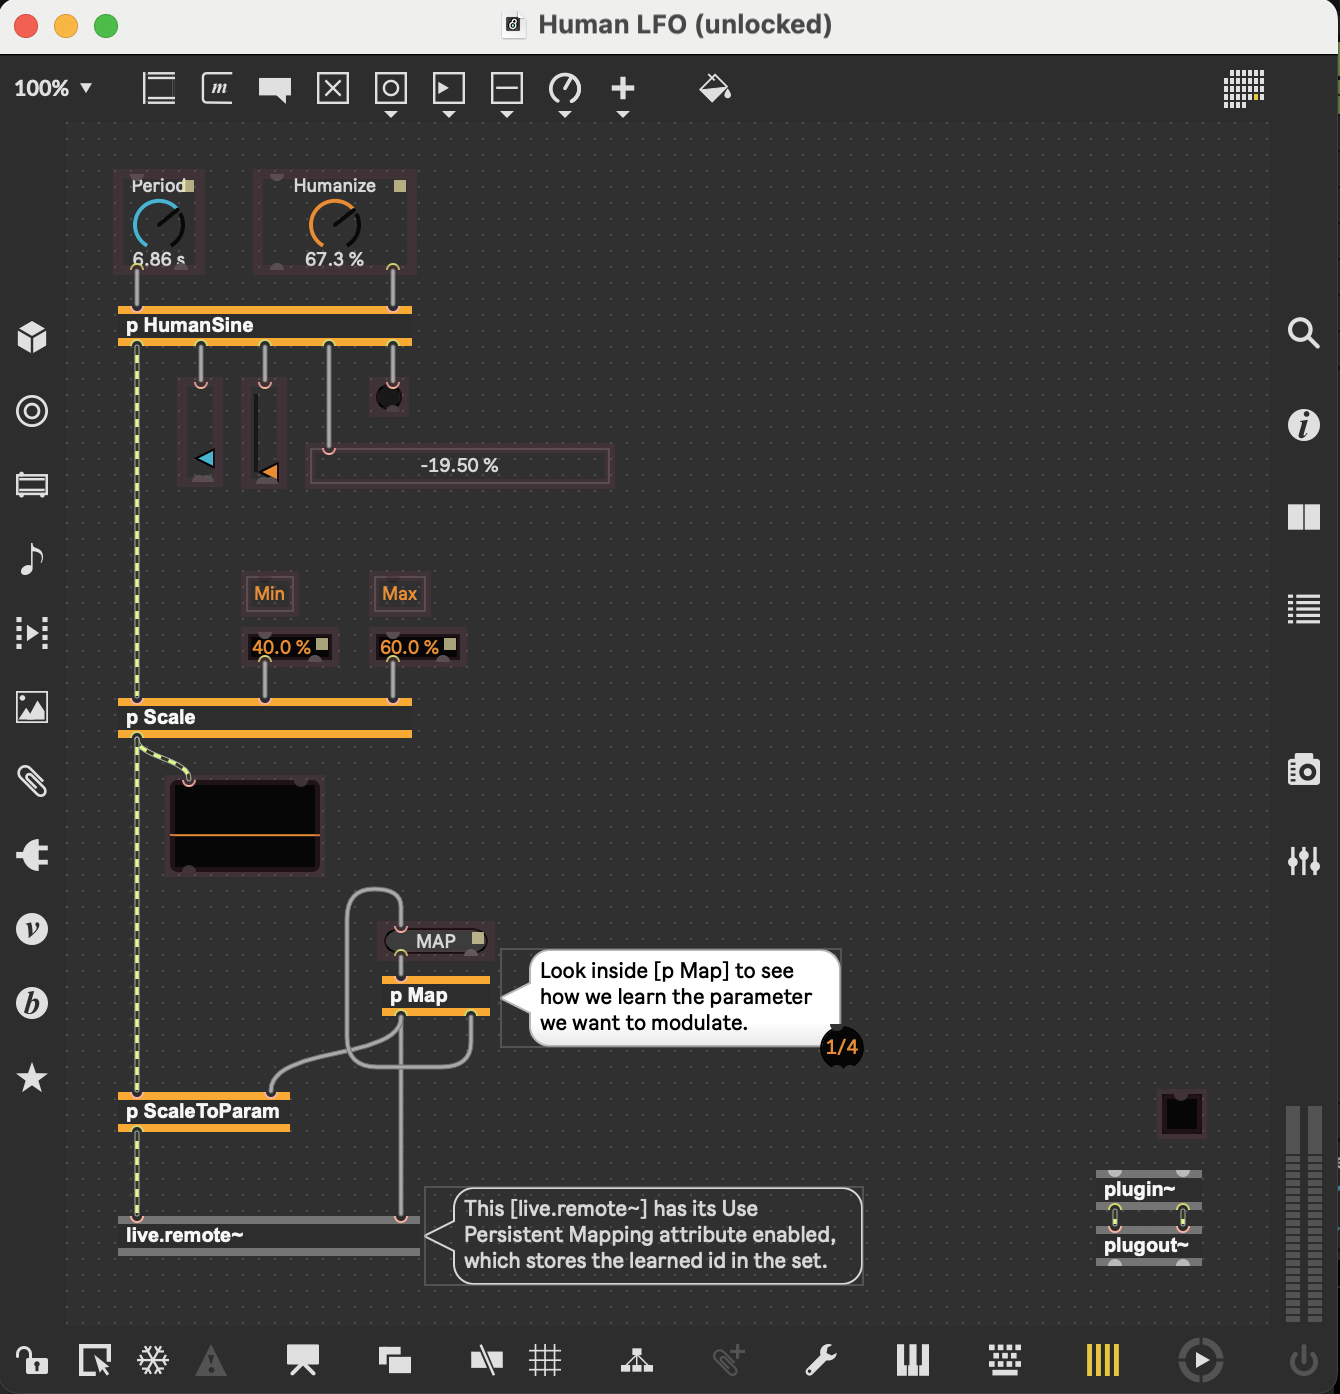 Human LFO (unlocked)
100%
m
Period
Humanize
6.86 s
67.3 %
p HumanSine
-19.50 %
Min
Max
40.0 %
60.0 %
p Scale
MAP
p Map
Look inside [p Map] to see
how we learn the parameter
we want to modulate.
1/4
p ScaleToParam
plugin~
This [live.remote~] has its Use
Persistent Mapping attribute enabled,
which stores the learned id in the set.
live.remote~
plugout~
i
v
b